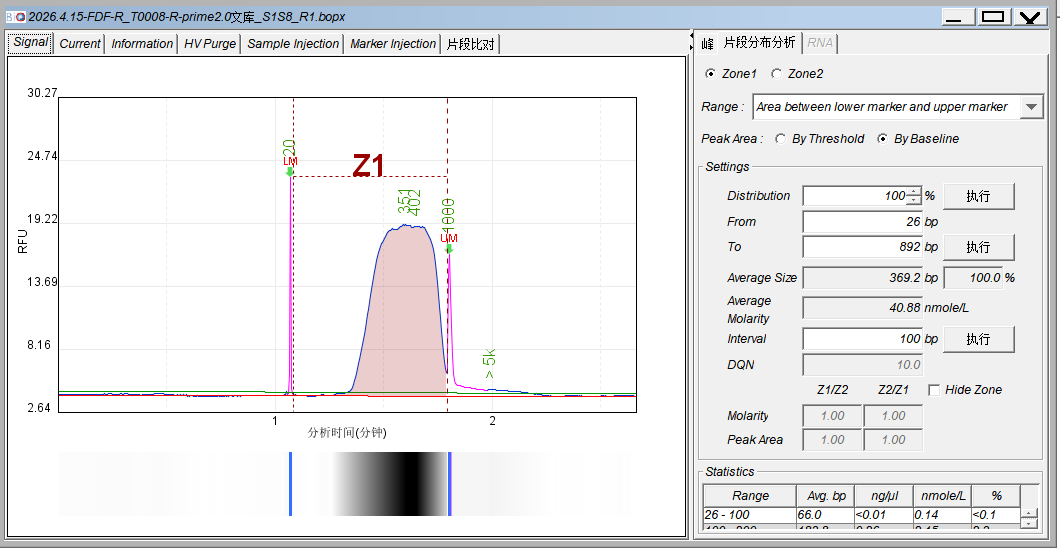 2026.4.15-FDF-R_T0008-R-prime2.0文库_S1S8_R1.bopx
Signal Current Information HV Purge Sample Injection Marker Injection 片段比对
峰 片段分布分析 RNA
Zone1 Zone2
Range : Area between lower marker and upper marker
Peak Area : By Threshold By Baseline
Settings
Distribution 100 % 执行
From 26 bp
To 892 bp 执行
Average Size 369.2 bp 100.0 %
Average
Molarity 40.88 nmole/L
Interval 100 bp 执行
DQN 10.0
Z1/Z2 Z2/Z1 Hide Zone
Molarity 1.00 1.00
Peak Area 1.00 1.00
Statistics
Range Avg. bp ng/µl nmole/L %
26 - 100 66.0 <0.01 0.14 <0.1
30.27
24.74
19.22
13.69
8.16
2.64
RFU
20
LM
Z1
351
402
1000
UM
> 5k
1 2
分析时间(分钟)